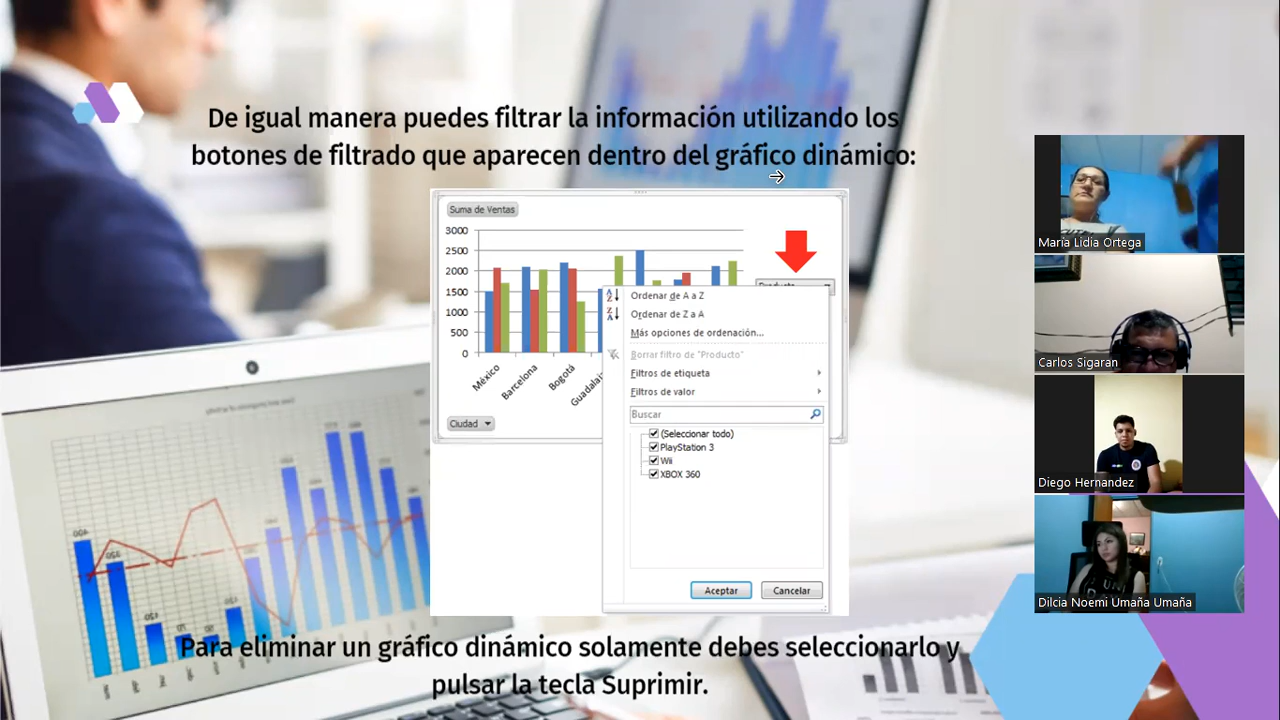 De igual manera puedes filtrar la información utilizando los
botones de filtrado que aparecen dentro del gráfico dinámico:
Suma de Ventas
3000
2500
2000
1500
1000
500
0
México
Barcelona
Bogotá
Ciudad
Ordenar de A a Z
Ordenar de Z a A
Más opciones de ordenación...
Borrar filtro de "Producto"
Filtros de etiqueta
Filtros de valor
Buscar
(Seleccionar todo)
PlayStation 3
Wii
XBOX 360
Aceptar
Cancelar
Para eliminar un gráfico dinámico solamente debes seleccionarlo y
pulsar la tecla Suprimir.
Maria Lidia Ortega
Carlos Sigaran
Diego Hernandez
Dilcia Noemi Umaña Umaña